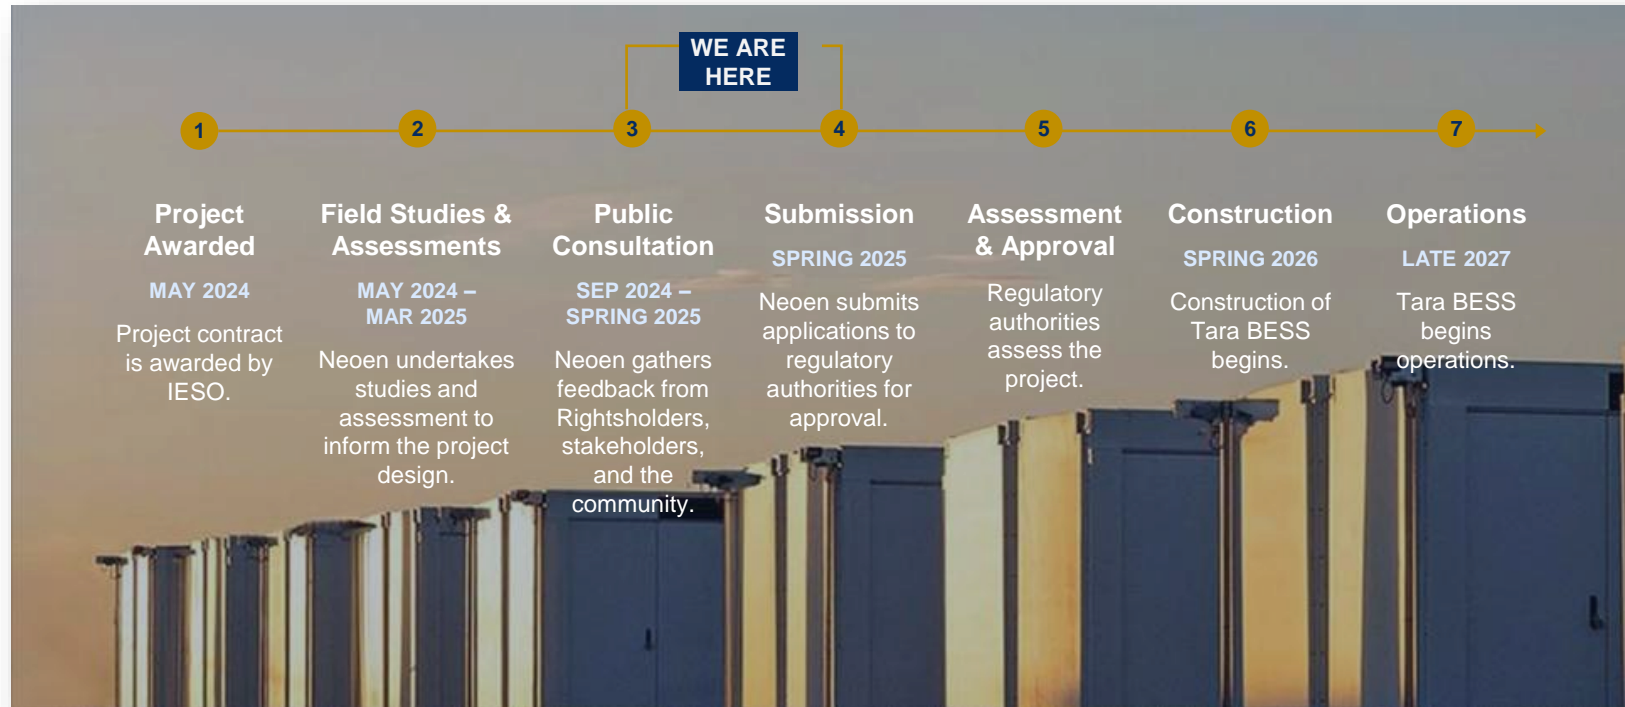 WE ARE
HERE
1
2
3
4
5
6
7
Project
Awarded
MAY 2024
Project contract
is awarded by
IESO.
Field Studies &
Assessments
MAY 2024 –
MAR 2025
Neoen undertakes
studies and
assessment to
inform the project
design.
Public
Consultation
SEP 2024 –
SPRING 2025
Neoen gathers
feedback from
Rightsholders,
stakeholders,
and the
community.
Submission
SPRING 2025
Neoen submits
applications to
regulatory
authorities for
approval.
Assessment
& Approval
Regulatory
authorities
assess the
project.
Construction
SPRING 2026
Construction of
Tara BESS
begins.
Operations
LATE 2027
Tara BESS
begins
operations.